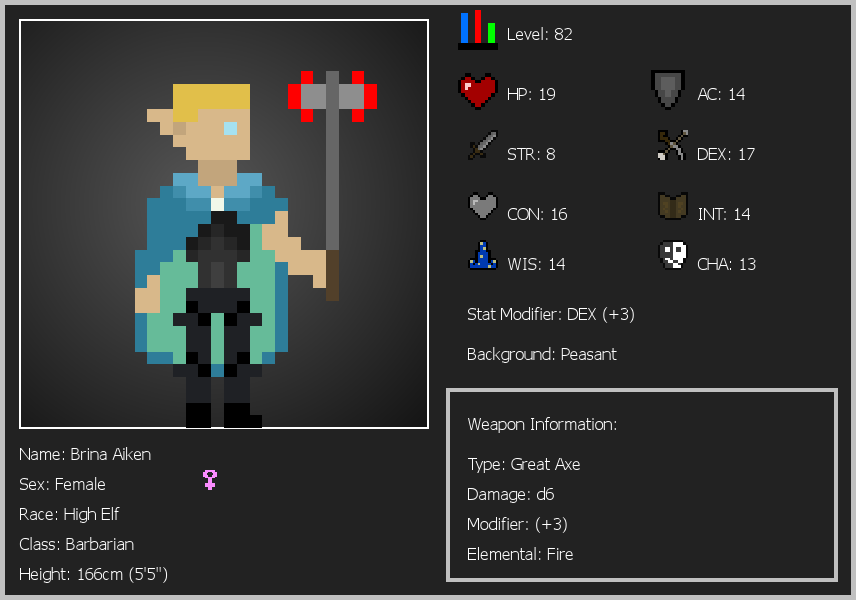 Level: 82
HP: 19
AC: 14
STR: 8
DEX: 17
CON: 16
INT: 14
WIS: 14
CHA: 13
Stat Modifier: DEX (+3)
Background: Peasant
Weapon Information:
Type: Great Axe
Damage: d6
Modifier: (+3)
Elemental: Fire
Name: Brina Aiken
Sex: Female
Race: High Elf
Class: Barbarian
Height: 166cm (5'5")